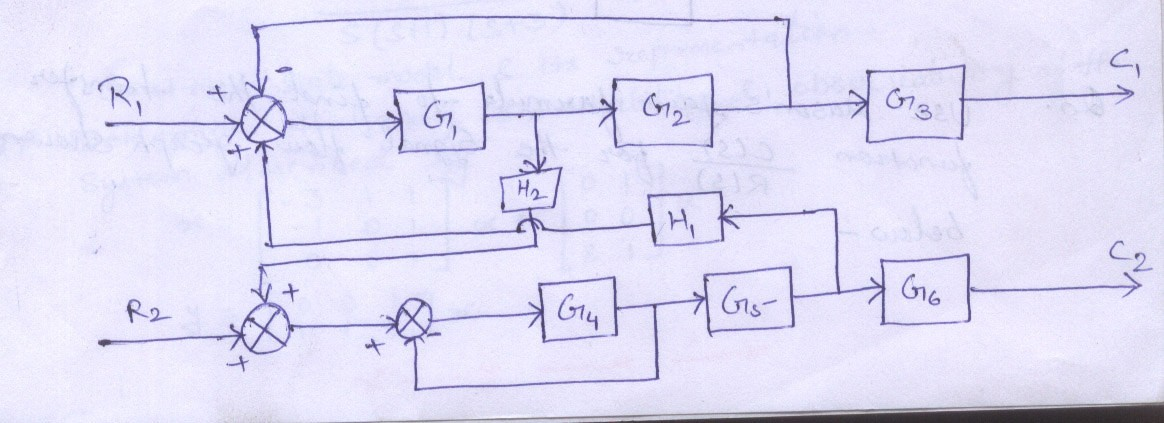 R1 + - + G1 G2 G3 C1
H2
H1
R2 + + + - G4 G5 G6 C2